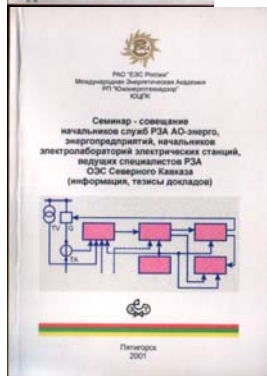 РАО "ЕЭС России"
Международная Энергетическая Академия
РП "Южэнерготехнадзор"
ЮЦПК
Семинар - совещание
начальников служб РЗА АО-энерго,
энергопредприятий, начальников
электролабораторий электрических станций,
ведущих специалистов РЗА
ОЭС Северного Кавказа
(информация, тезисы докладов)
TV
G
TA
Пятигорск
2001